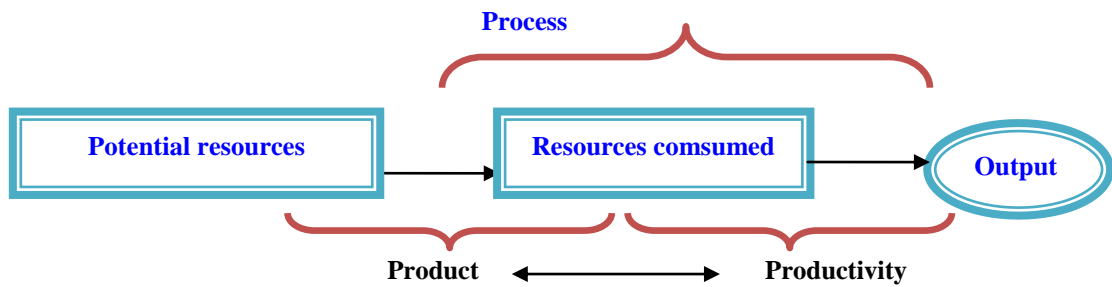 Process
Potential resources
Resources comsumed
Output
Product
Productivity